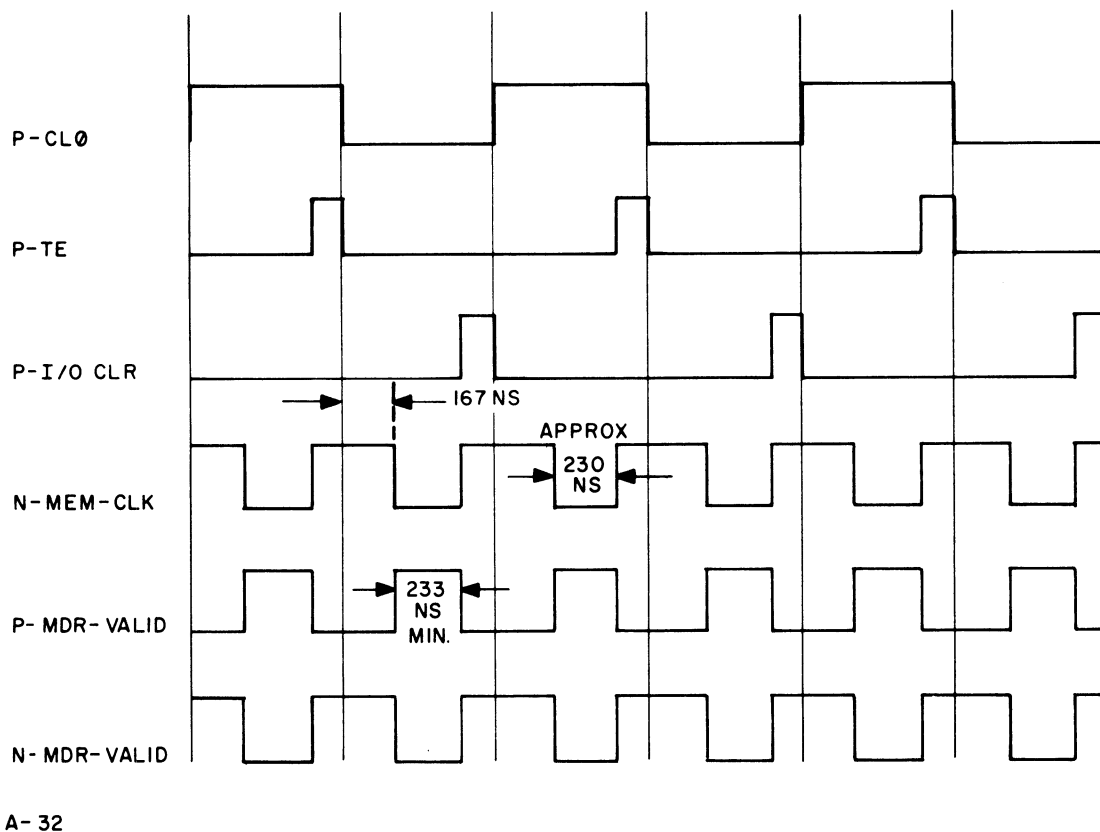 P-CLØ
P-TE
P-I/O CLR
167 NS
APPROX
230
NS
N-MEM-CLK
233
NS
MIN.
P-MDR-VALID
N-MDR-VALID
A-32